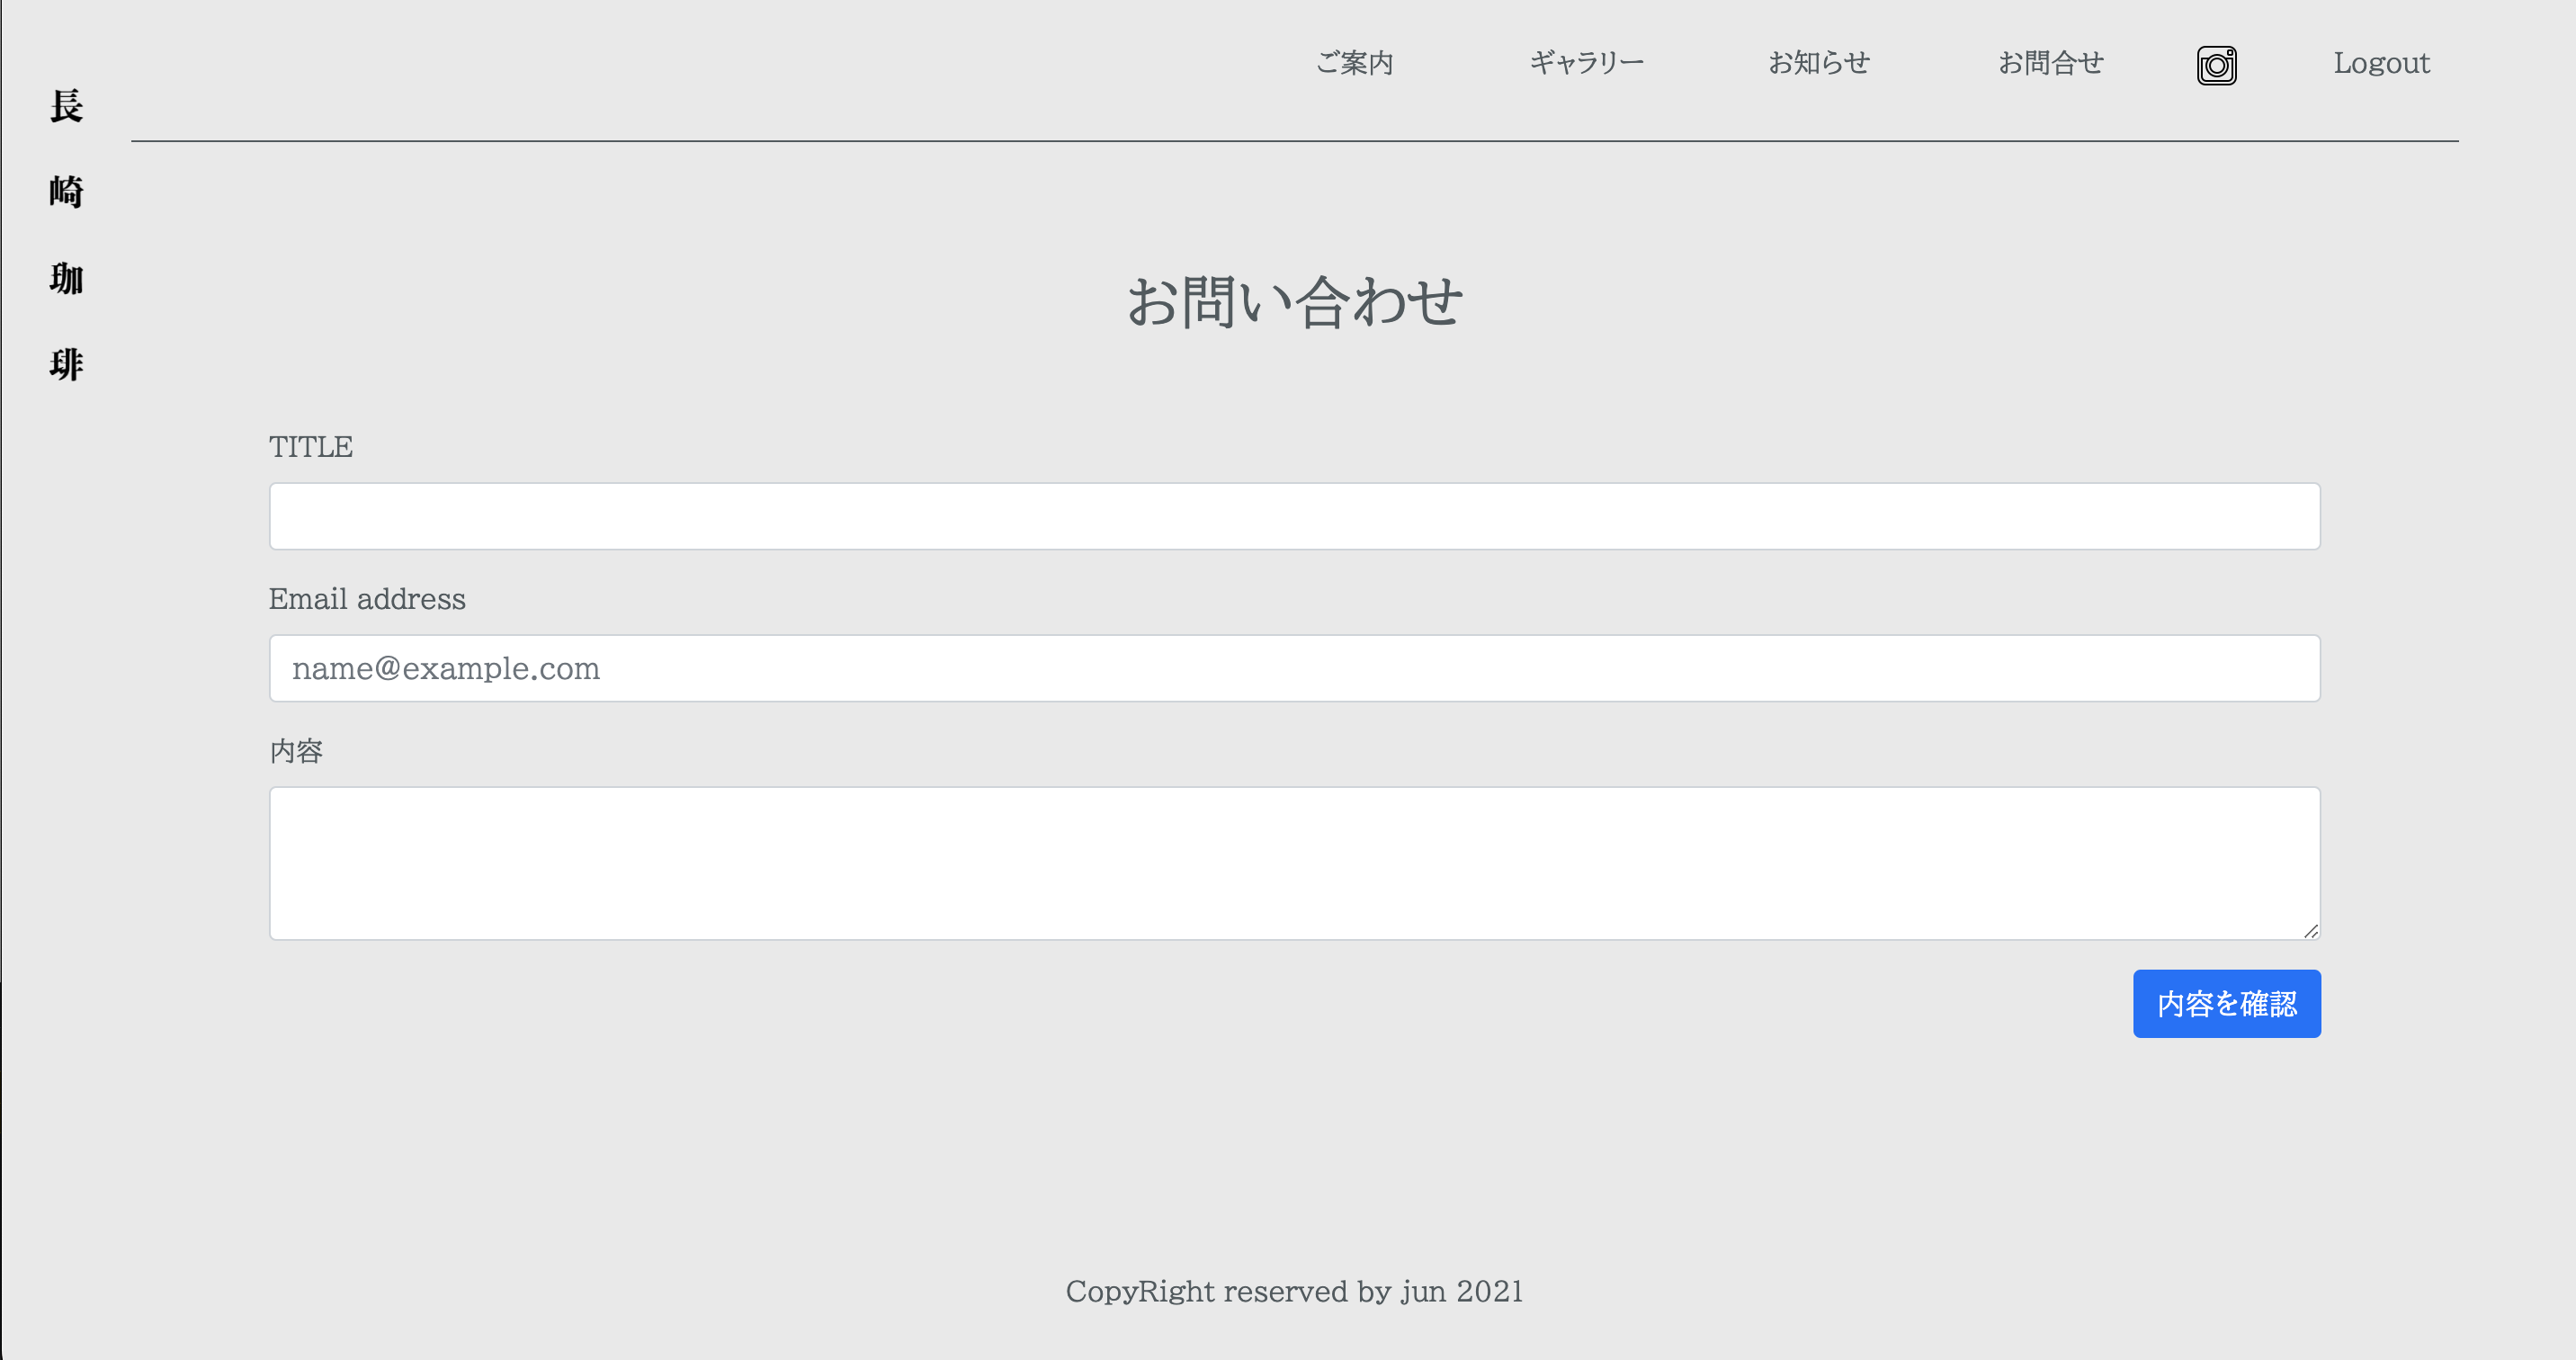 長崎珈琲
ご案内 ギャラリー お知らせ お問合せ Logout
お問い合わせ
TITLE
Email address
name@example.com
内容
内容を確認
CopyRight reserved by jun 2021